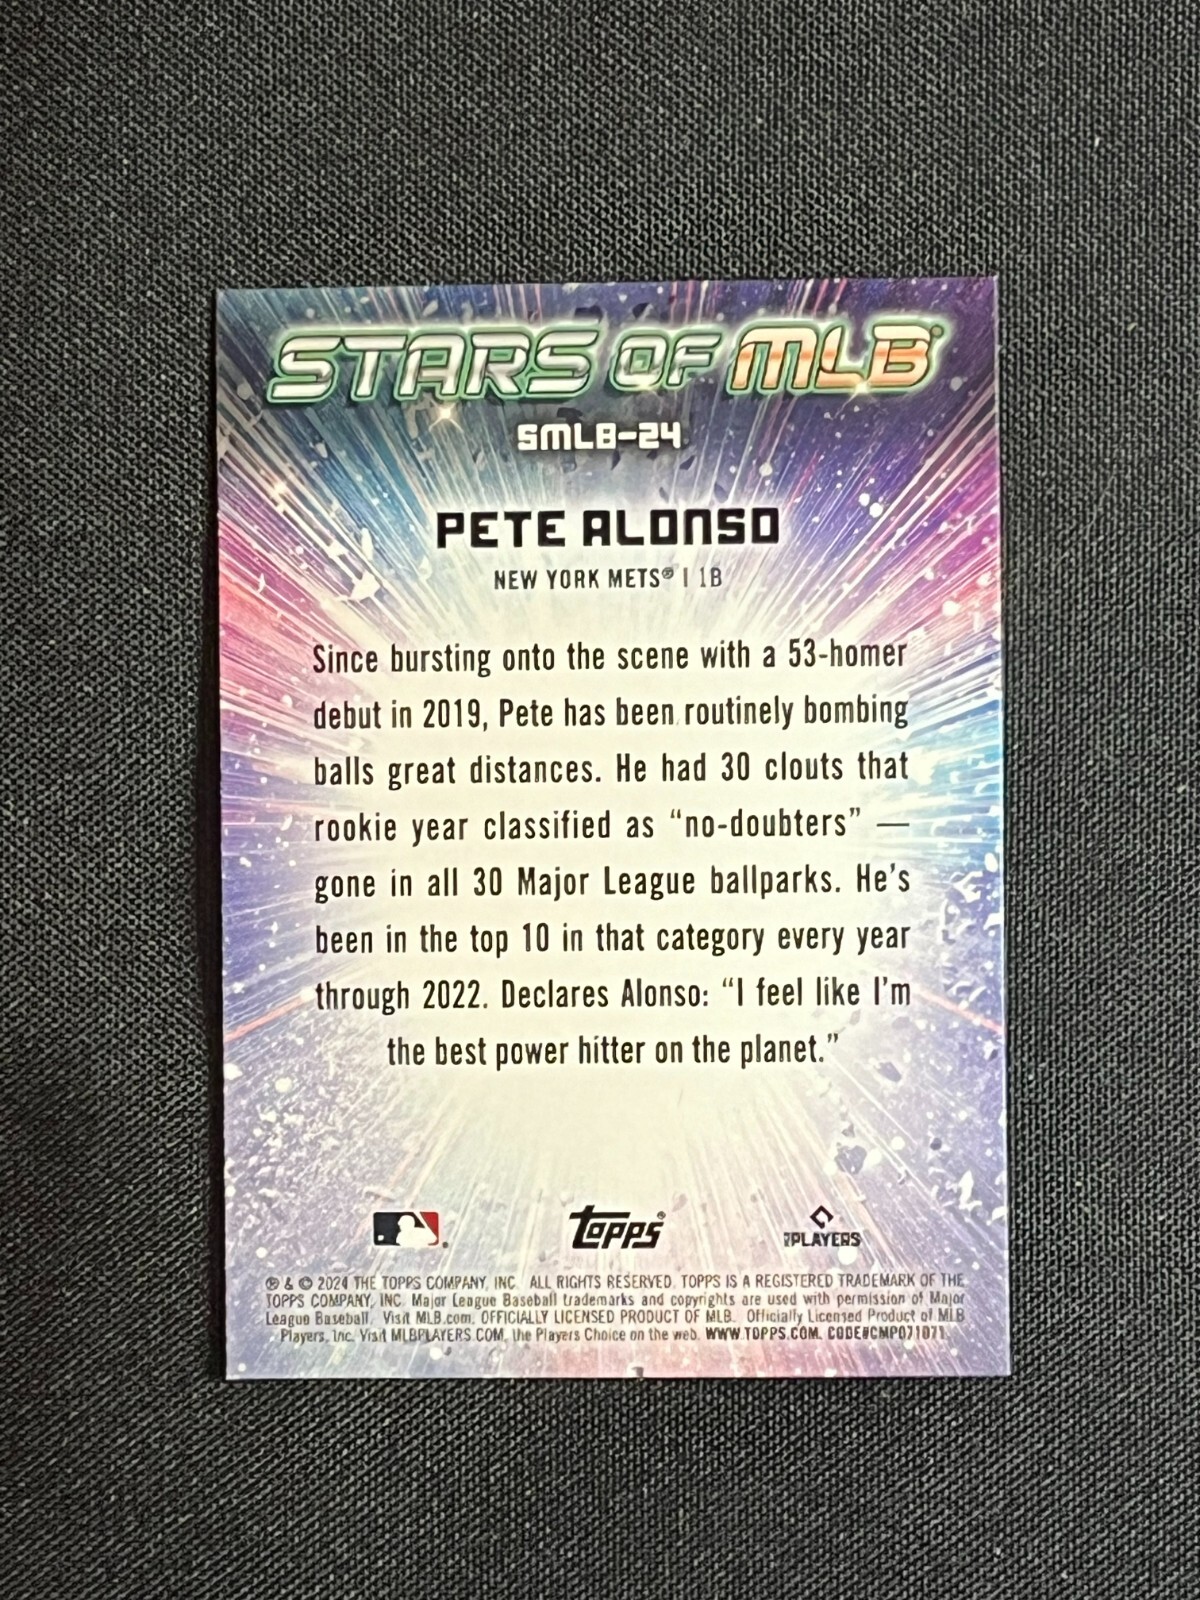 STARS OF MLB®
SMLB-24
PETE ALONSO
NEW YORK METS® | 1B
Since bursting onto the scene with a 53-homer
debut in 2019, Pete has been routinely bombing
balls great distances. He had 30 clouts that
rookie year classified as “no-doubters” —
gone in all 30 Major League ballparks. He's
been in the top 10 in that category every year
through 2022. Declares Alonso: “I feel like I'm
the best power hitter on the planet.”
topps®
MLBPLAYERS
® & © 2024 THE TOPPS COMPANY, INC. ALL RIGHTS RESERVED. TOPPS IS A REGISTERED TRADEMARK OF THE
TOPPS COMPANY, INC. Major League Baseball trademarks and copyrights are used with permission of Major
League Baseball. Visit MLB.com. OFFICIALLY LICENSED PRODUCT OF MLB. Officially Licensed Product of MLB
Players, Inc. Visit MLBPLAYERS.COM, the Players Choice on the web. WWW.TOPPS.COM. CODE#CMP071071